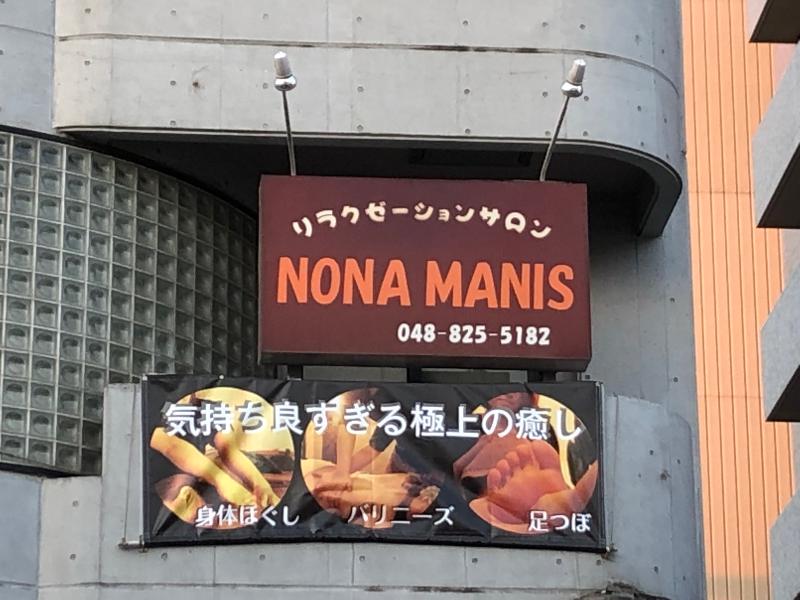 リラクゼーションサロン
NONA MANIS
048-825-5182
気持ち良すぎる極上の癒し
身体ほぐし
バリニーズ
足つぼ